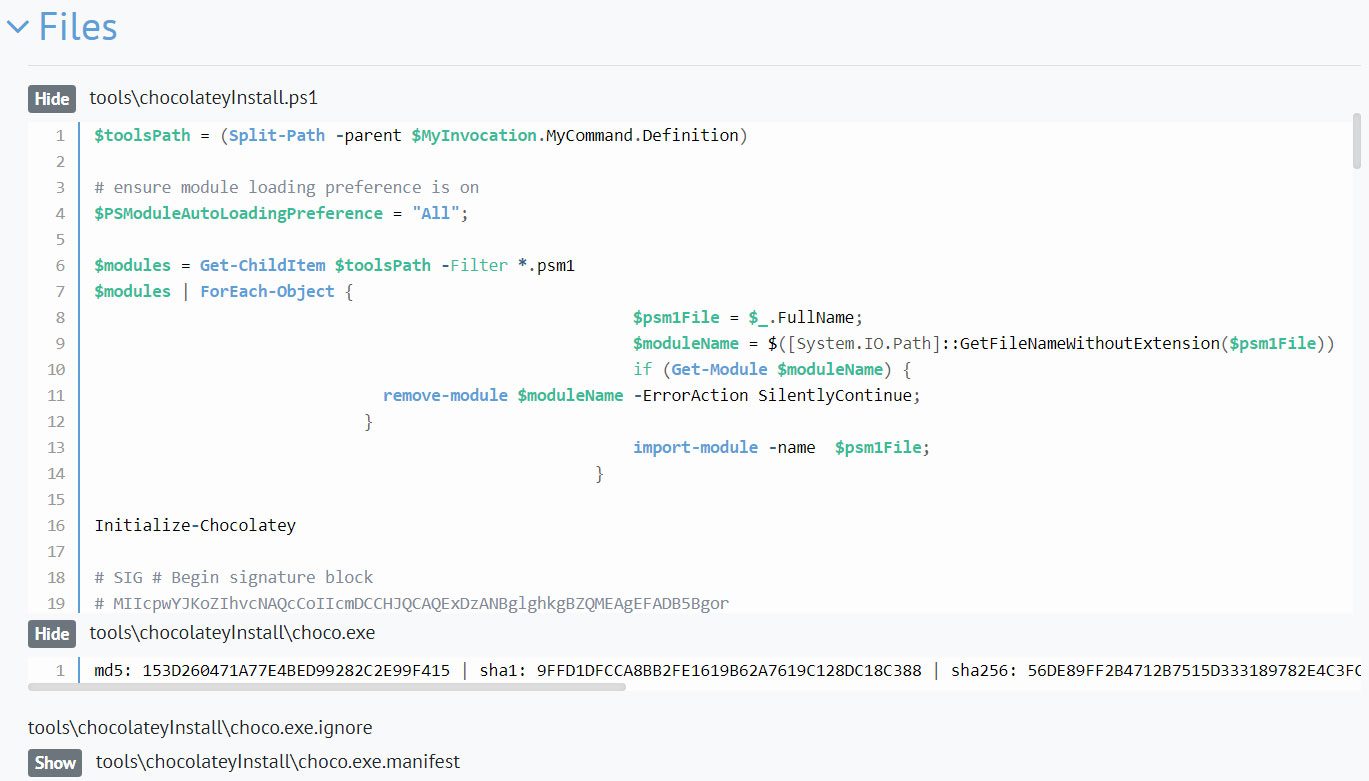 Files
Hide tools\chocolateyInstall.ps1
1 $toolsPath = (Split-Path -parent $MyInvocation.MyCommand.Definition)
2
3 # ensure module loading preference is on
4 $PSModuleAutoLoadingPreference = "All";
5
6 $modules = Get-ChildItem $toolsPath -Filter *.psm1
7 $modules | ForEach-Object {
8 $psm1File = $_.FullName;
9 $moduleName = $([System.IO.Path]::GetFileNameWithoutExtension($psm1File))
10 if (Get-Module $moduleName) {
11 remove-module $moduleName -ErrorAction SilentlyContinue;
12 }
13 import-module -name  $psm1File;
14 }
15
16 Initialize-Chocolatey
17
18 # SIG # Begin signature block
19 # MIIcpwYJKoZIhvcNAQcCoIIcmDCCHJQCAQExDzANBglghkgBZQMEAgEFADB5Bgor
Hide tools\chocolateyInstall\choco.exe
1 md5: 153D260471A77E4BED99282C2E99F415 | sha1: 9FFD1DFCCA8BB2FE1619B62A7619C128DC18C388 | sha256: 56DE89FF2B4712B7515D333189782E4C3FC
tools\chocolateyInstall\choco.exe.ignore
Show tools\chocolateyInstall\choco.exe.manifest